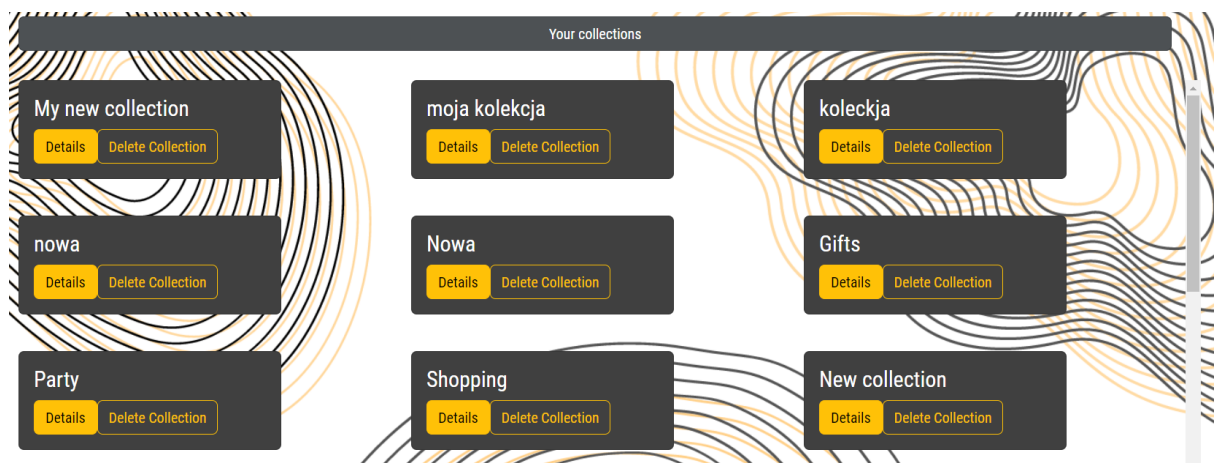 Your collections
My new collection
Details Delete Collection
moja kolekcja
Details Delete Collection
koleckja
Details Delete Collection
nowa
Details Delete Collection
Nowa
Details Delete Collection
Gifts
Details Delete Collection
Party
Details Delete Collection
Shopping
Details Delete Collection
New collection
Details Delete Collection